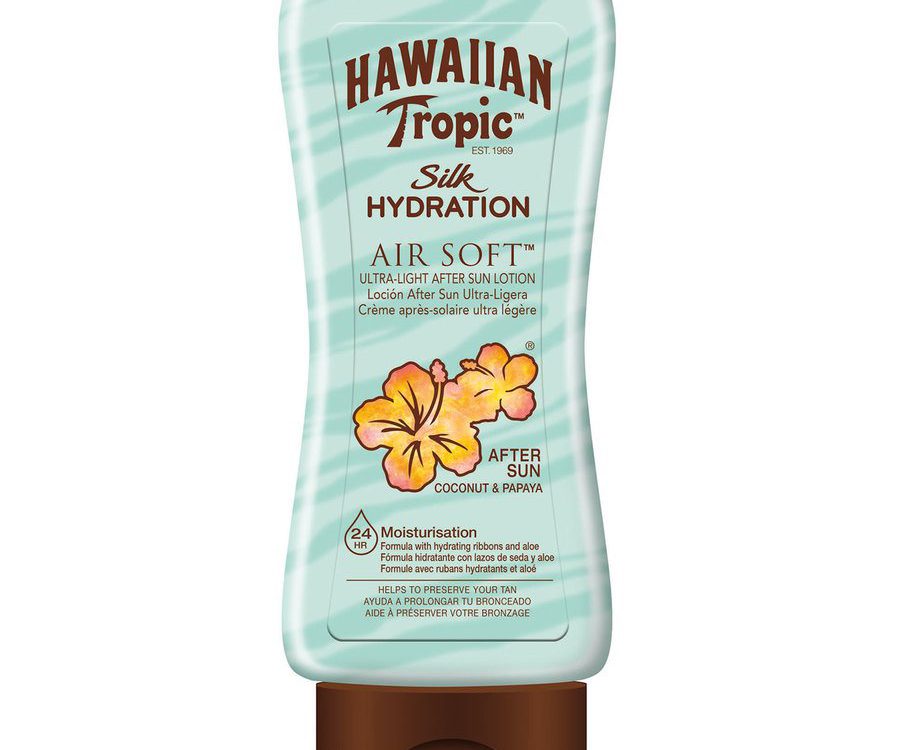 HAWAIIAN
Tropic™
EST. 1969
Silk
HYDRATION
AIR SOFT™
ULTRA-LIGHT AFTER SUN LOTION
Loción After Sun Ultra-Ligera
Crème après-solaire ultra légère
®
AFTER
SUN
COCONUT & PAPAYA
24
HR
Moisturisation
Formula with hydrating ribbons and aloe
Fórmula hidratante con lazos de seda y aloe
Formule avec rubans hydratants et aloé
HELPS TO PRESERVE YOUR TAN
AYUDA A PROLONGAR TU BRONCEADO
AIDE À PRÉSERVER VOTRE BRONZAGE